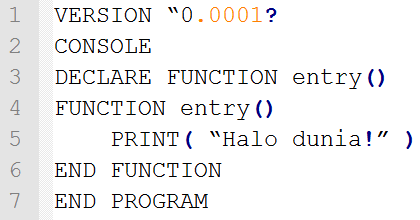 1 VERSION “0.0001?
2 CONSOLE
3 DECLARE FUNCTION entry()
4 FUNCTION entry()
5 PRINT( “Halo dunia!” )
6 END FUNCTION
7 END PROGRAM